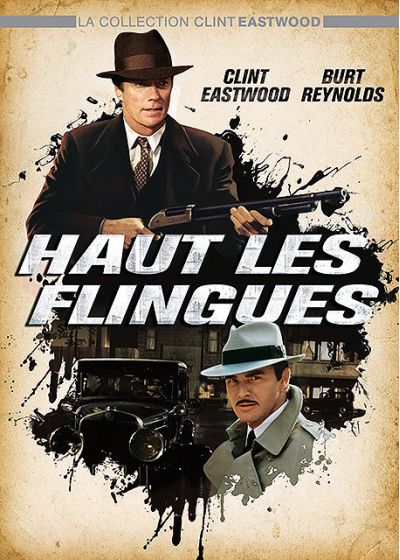 LA COLLECTION CLINT EASTWOOD
CLINT EASTWOOD
BURT REYNOLDS
HAUT LES
FLINGUES